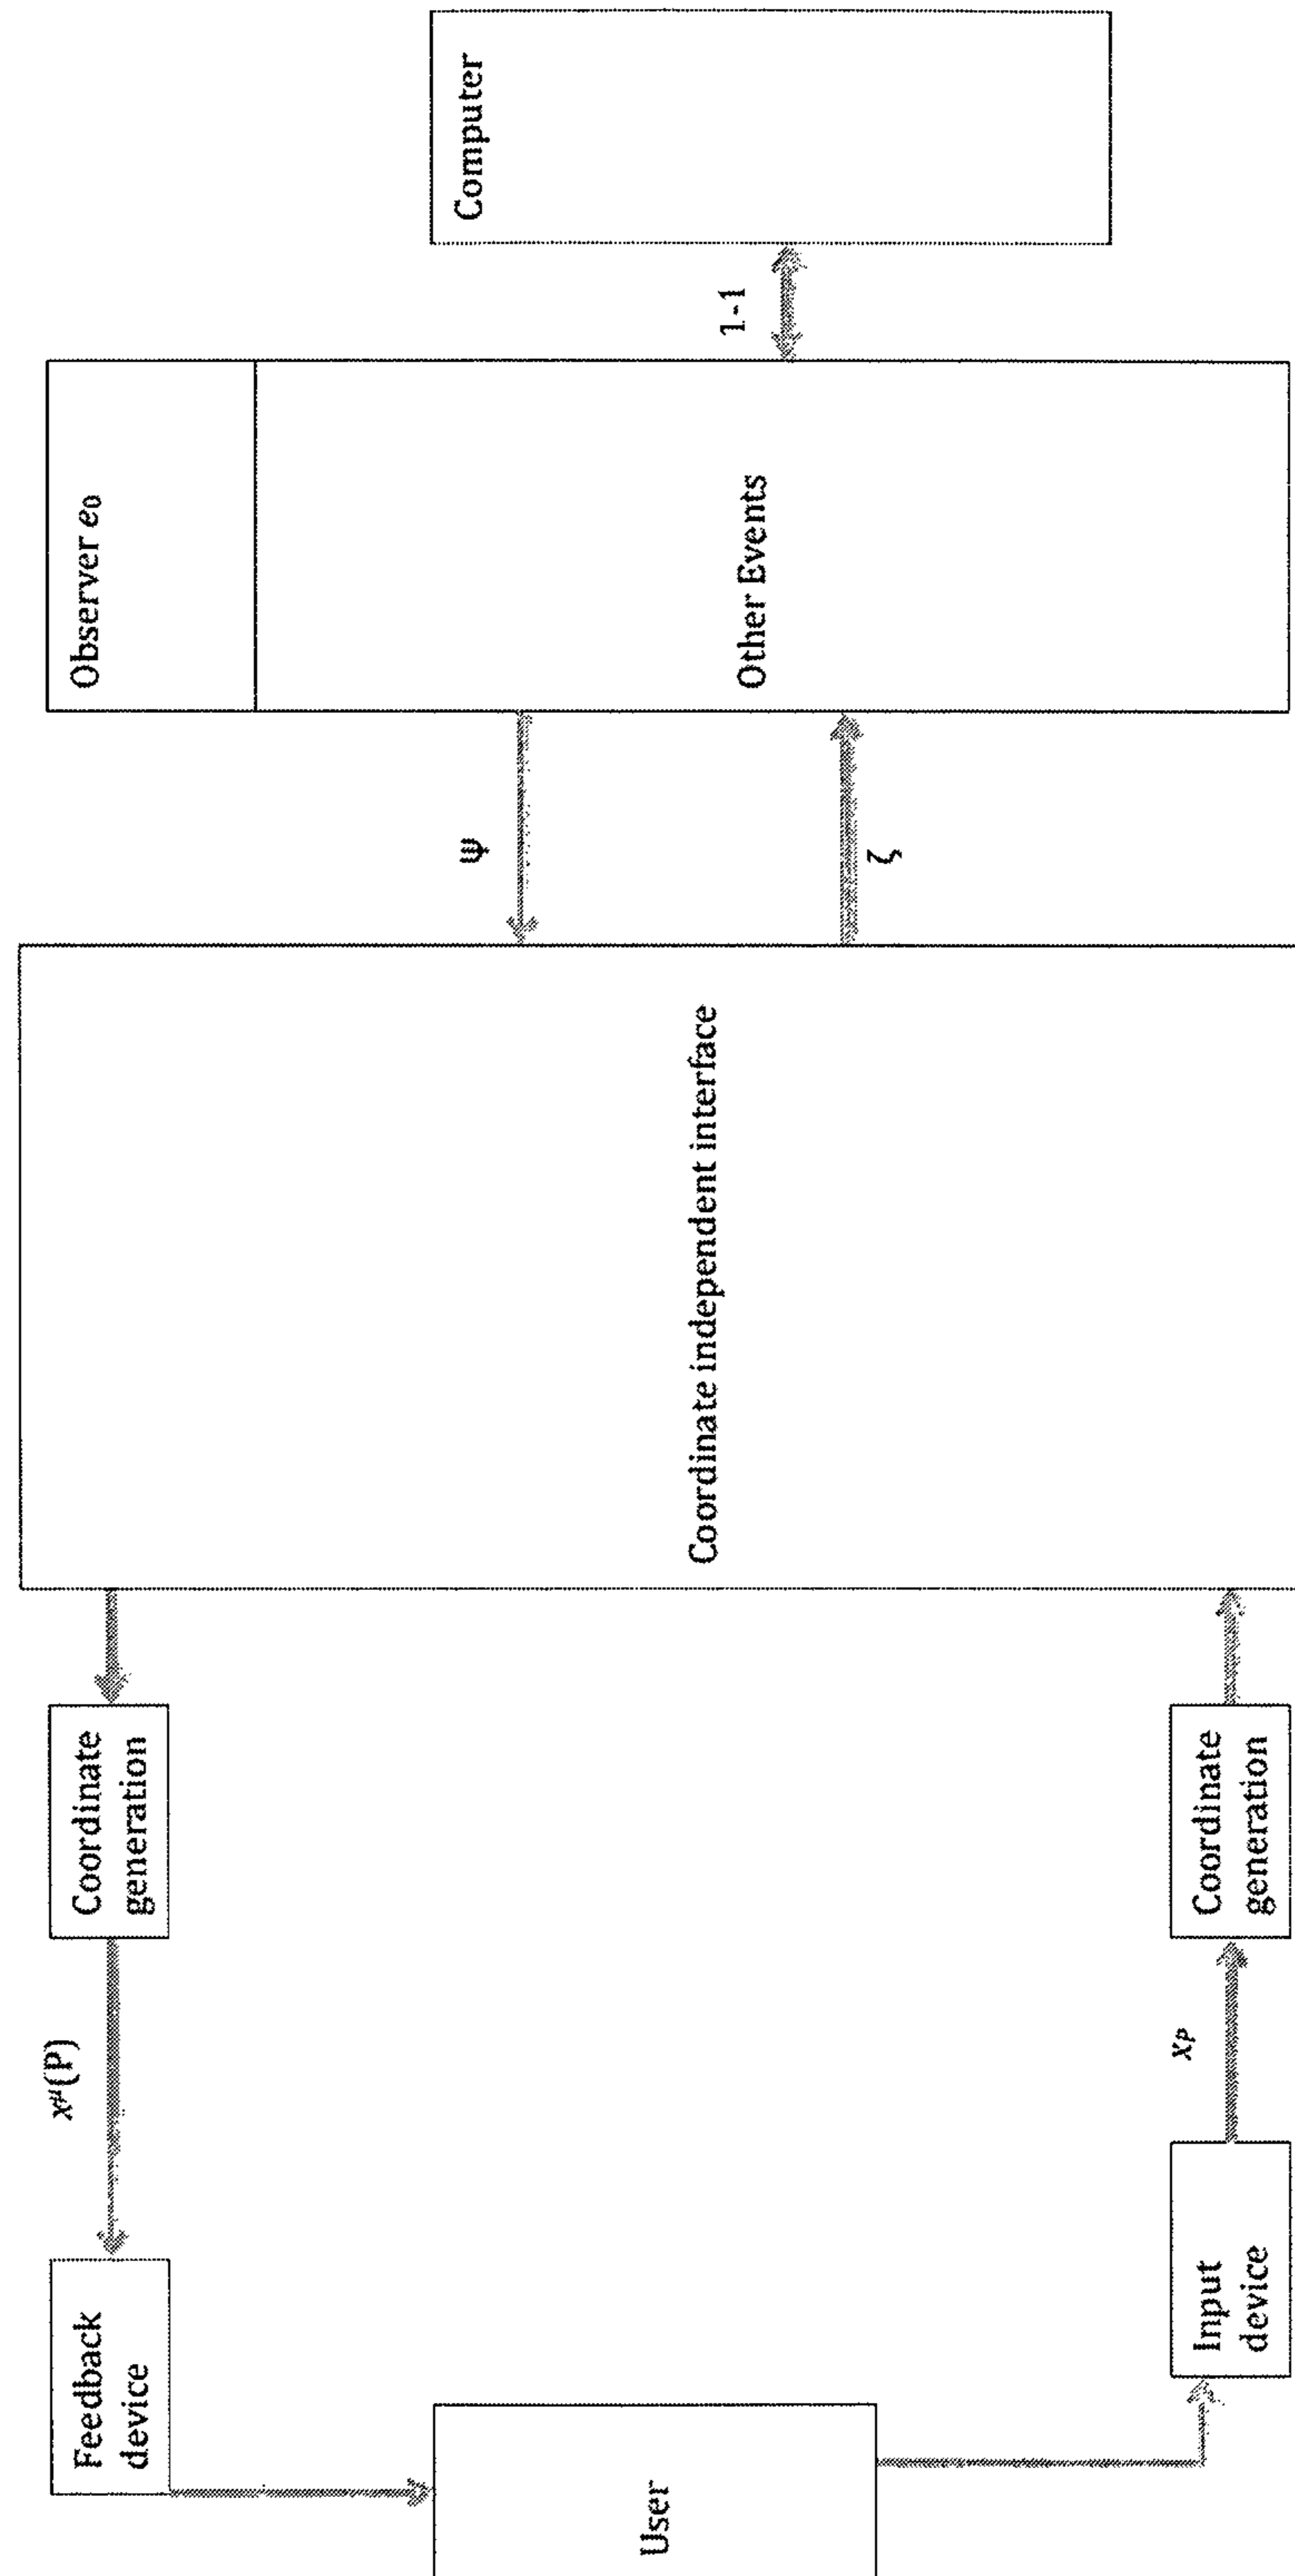 Feedback
device
x^μ(P)
Coordinate
generation
Observer e₀
ψ
User
Coordinate independent interface
Other Events
1-1
Computer
ζ
Input
device
x_P
Coordinate
generation